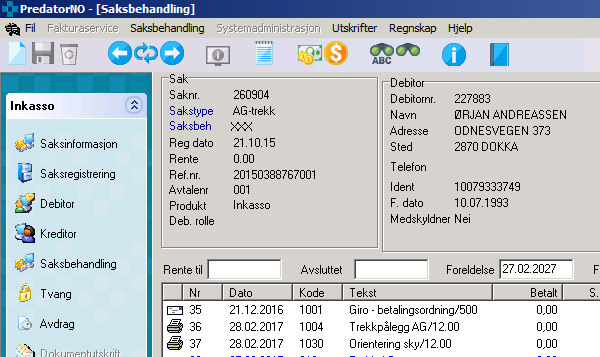 PredatorNO - [Saksbehandling]
Fil Fakturaservice Saksbehandling Systemadministrasjon Utskrifter Regnskap Hjelp
ABC
Inkasso
Saksinformasjon
Saksregistrering
Debitor
Kreditor
Saksbehandling
Tvang
Avdrag
Dokumentutskrift
Sak
Saknr. 260904
Sakstype AG-trekk
Saksbeh XXX
Reg dato 21.10.15
Rente 0.00
Ref.nr. 20150388767001
Avtalenr 001
Produkt Inkasso
Deb. rolle
Debitor
Debitornr. 227883
Navn ØRJAN ANDREASSEN
Adresse ODNESVEGEN 373
Sted 2870 DOKKA
Telefon
Ident 10079333749
F. dato 10.07.1993
Medskyldner Nei
Rente til Avsluttet Foreldelse 27.02.2027 F
Nr Dato Kode Tekst Betalt S.
35 21.12.2016 1001 Giro - betalingsordning/500 0,00
36 28.02.2017 1004 Trekkpålegg AG/12.00 0,00
37 28.02.2017 1030 Orientering sky/12.00 0,00